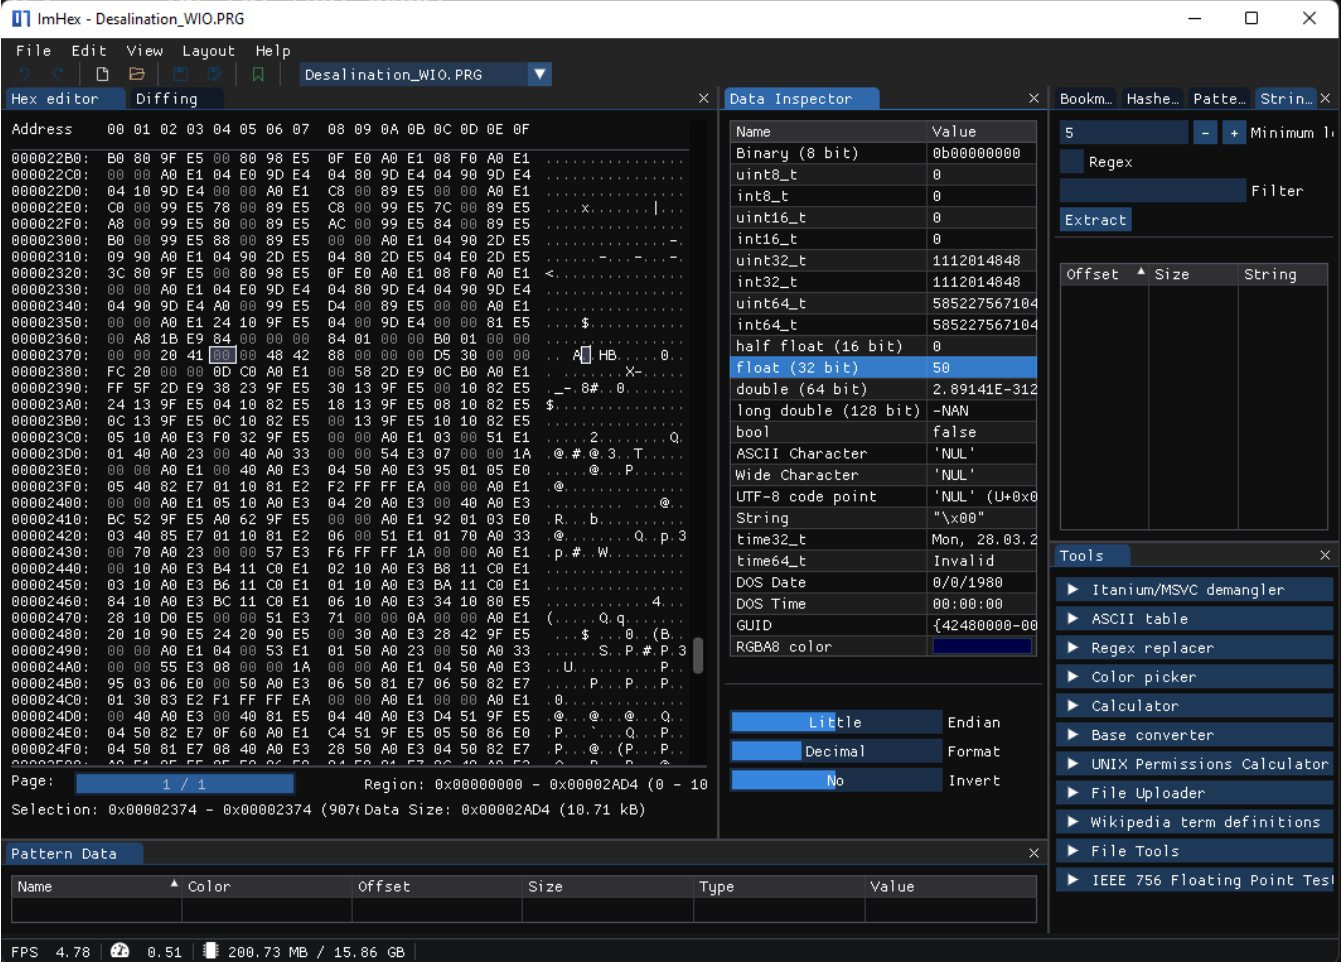 ImHex - Desalination_WIO.PRG
File Edit View Layout Help
Desalination_WIO.PRG
Hex editor Diffing
Address 00 01 02 03 04 05 06 07 08 09 0A 0B 0C 0D 0E 0F
000022B0: B0 80 9F E5 00 80 98 E5 0F E0 A0 E1 08 F0 A0 E1
000022C0: 00 00 A0 E1 04 E0 9D E4 04 80 9D E4 04 90 9D E4
000022D0: 04 10 9D E4 00 00 A0 E1 C8 00 89 E5 00 00 A0 E1
000022E0: C0 00 99 E5 78 00 89 E5 C8 00 99 E5 7C 00 89 E5
000022F0: A8 00 99 E5 80 00 89 E5 AC 00 99 E5 84 00 89 E5
00002300: B0 00 99 E5 88 00 89 E5 00 00 A0 E1 04 90 2D E5
00002310: 09 90 A0 E1 04 90 2D E5 04 80 2D E5 04 E0 2D E5
00002320: 3C 80 9F E5 00 80 98 E5 0F E0 A0 E1 08 F0 A0 E1
00002330: 00 00 A0 E1 04 E0 9D E4 04 80 9D E4 04 90 9D E4
00002340: 04 90 9D E4 A0 00 99 E5 D4 00 89 E5 00 00 A0 E1
00002350: 00 00 A0 E1 24 10 9F E5 04 00 9D E4 00 00 81 E5
00002360: 00 A8 1B E9 84 00 00 00 84 01 00 00 B0 01 00 00
00002370: 00 00 20 41 00 00 48 42 88 00 00 00 D5 30 00 00
00002380: FC 20 00 00 0D C0 A0 E1 00 58 2D E9 0C B0 A0 E1
00002390: FF 5F 2D E9 38 23 9F E5 30 13 9F E5 00 10 82 E5
000023A0: 24 13 9F E5 04 10 82 E5 18 13 9F E5 08 10 82 E5
000023B0: 0C 13 9F E5 0C 10 82 E5 00 13 9F E5 10 10 82 E5
000023C0: 05 10 A0 E3 F0 32 9F E5 00 00 A0 E1 03 00 51 E1
000023D0: 01 40 A0 23 00 40 A0 33 00 00 54 E3 07 00 00 1A
000023E0: 00 00 A0 E1 00 40 A0 E3 04 50 A0 E3 95 01 05 E0
000023F0: 05 40 82 E7 01 10 81 E2 F2 FF FF EA 00 00 A0 E1
00002400: 00 00 A0 E1 05 10 A0 E3 04 20 A0 E3 00 40 A0 E3
00002410: BC 52 9F E5 A0 62 9F E5 00 00 A0 E1 92 01 03 E0
00002420: 03 40 85 E7 01 10 81 E2 06 00 51 E1 01 70 A0 33
00002430: 00 70 A0 23 00 00 57 E3 F6 FF FF 1A 00 00 A0 E1
00002440: 00 10 A0 E3 B4 11 C0 E1 02 10 A0 E3 B8 11 C0 E1
00002450: 03 10 A0 E3 B6 11 C0 E1 01 10 A0 E3 BA 11 C0 E1
00002460: 84 10 A0 E3 BC 11 C0 E1 06 10 A0 E3 34 10 80 E5
00002470: 28 10 D0 E5 00 00 51 E3 71 00 00 0A 00 00 A0 E1
00002480: 20 10 90 E5 24 20 90 E5 00 30 A0 E3 28 42 9F E5
00002490: 00 00 A0 E1 04 00 53 E1 01 50 A0 23 00 50 A0 33
000024A0: 00 00 55 E3 08 00 00 1A 00 00 A0 E1 04 50 A0 E3
000024B0: 95 03 06 E0 00 50 A0 E3 06 50 81 E7 06 50 82 E7
000024C0: 01 30 83 E2 F1 FF FF EA 00 00 A0 E1 00 00 A0 E1
000024D0: 00 40 A0 E3 00 40 81 E5 04 40 A0 E3 D4 51 9F E5
000024E0: 04 50 82 E7 0F 60 A0 E1 C4 51 9F E5 05 50 86 E0
000024F0: 04 50 81 E7 08 40 A0 E3 28 50 A0 E3 04 50 82 E7
Page: 1 / 1 Region: 0x00000000 - 0x00002AD4 (0 - 10
Selection: 0x00002374 - 0x00002374 (9076 Data Size: 0x00002AD4 (10.71 kB)
Data Inspector
Name Value
Binary (8 bit) 0b00000000
uint8_t 0
int8_t 0
uint16_t 0
int16_t 0
uint32_t 1112014848
int32_t 1112014848
uint64_t 585227567104
int64_t 585227567104
half float (16 bit) 0
float (32 bit) 50
double (64 bit) 2.89141E-312
long double (128 bit) -NAN
bool false
ASCII Character 'NUL'
Wide Character 'NUL'
UTF-8 code point 'NUL' (U+0x0
String "\x00"
time32_t Mon, 28.03.2
time64_t Invalid
DOS Date 0/0/1980
DOS Time 00:00:00
GUID {42480000-00
RGBA8 color
Little Endian
Decimal Format
No Invert
Bookm… Hashe… Patte… Strin…
5 - + Minimum l
Regex
Filter
Extract
Offset Size String
Tools
Itanium/MSVC demangler
ASCII table
Regex replacer
Color picker
Calculator
Base converter
UNIX Permissions Calculator
File Uploader
Wikipedia term definitions
File Tools
IEEE 756 Floating Point Tes
Pattern Data
Name Color Offset Size Type Value
FPS 4.78 0.51 200.73 MB / 15.86 GB